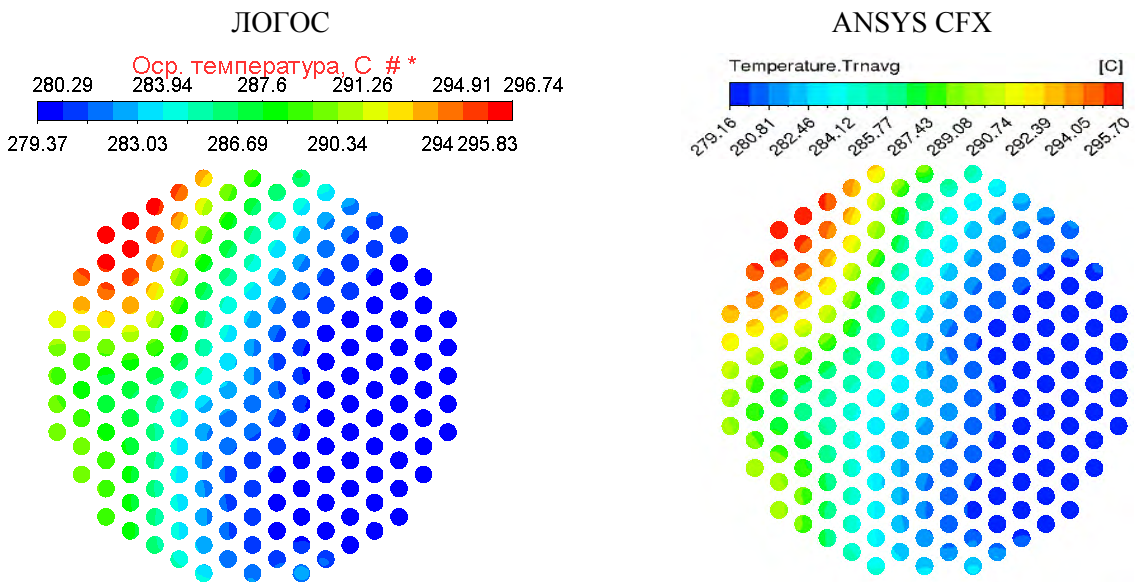 ЛОГОС
ANSYS CFX
Оср. температура, С # *
280.29 283.94 287.6 291.26 294.91 296.74
279.37 283.03 286.69 290.34 294 295.83
Temperature.Trnavg [C]
279.16 280.81 282.46 284.12 285.77 287.43 289.08 290.74 292.39 294.05 295.70